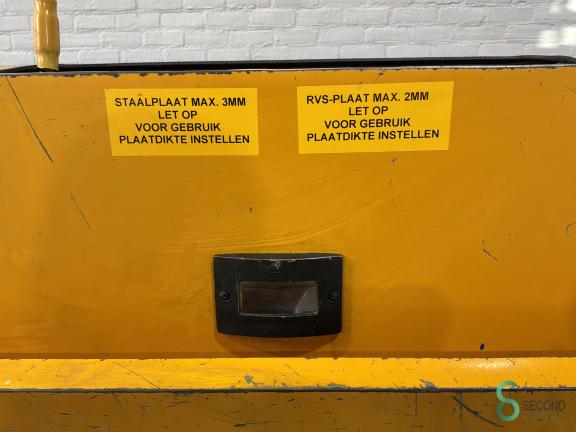 STAALPLAAT MAX. 3MM
LET OP
VOOR GEBRUIK
PLAATDIKTE INSTELLEN
RVS-PLAAT MAX. 2MM
LET OP
VOOR GEBRUIK
PLAATDIKTE INSTELLEN
SECOND